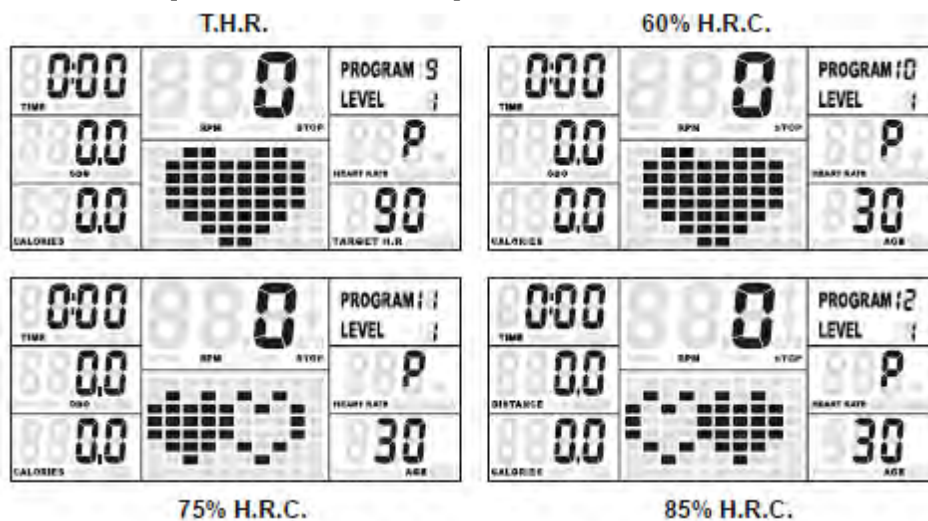 T.H.R.
60% H.R.C.
0:00
TIME
0
RPM STOP
PROGRAM 9
LEVEL 1
0.0
ODO
P
HEART RATE
0.0
CALORIES
90
TARGET H.R
0:00
TIME
0
RPM STOP
PROGRAM 10
LEVEL 1
0.0
ODO
P
HEART RATE
0.0
CALORIES
30
AGE
0:00
TIME
0
RPM STOP
PROGRAM 11
LEVEL 1
0.0
ODO
P
HEART RATE
0.0
CALORIES
30
AGE
0:00
TIME
0
RPM STOP
PROGRAM 12
LEVEL 1
0.0
DISTANCE
P
HEART RATE
0.0
CALORIES
30
AGE
75% H.R.C.
85% H.R.C.